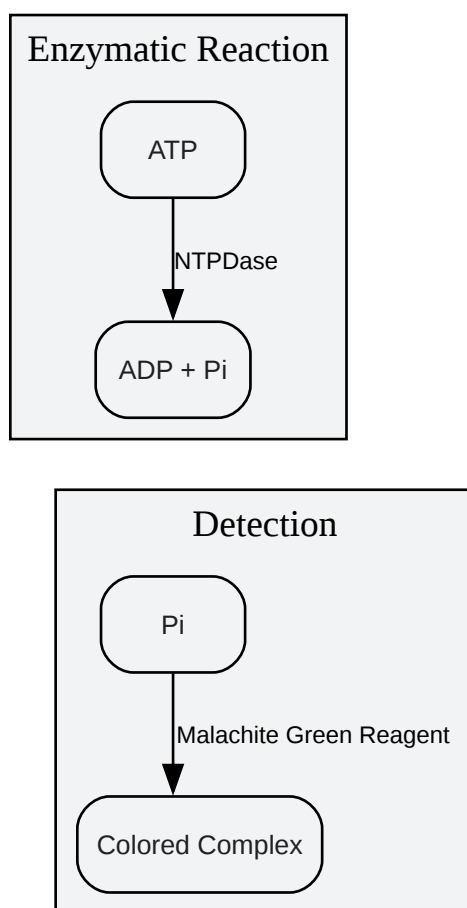 Enzymatic Reaction
ATP
NTPDase
ADP + Pi
Detection
Pi
Malachite Green Reagent
Colored Complex